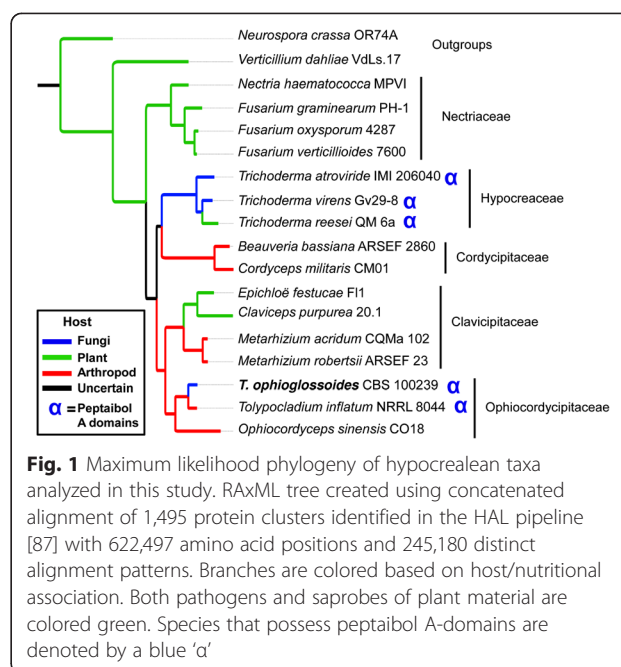 Neurospora crassa OR74A
Outgroups
Verticillium dahliae VdLs.17
Nectria haematococca MPVI
Fusarium graminearum PH-1
Nectriaceae
Fusarium oxysporum 4287
Fusarium verticillioides 7600
Trichoderma atroviride IMI 206040 α
Trichoderma virens Gv29-8 α
Hypocreaceae
Trichoderma reesei QM 6a α
Beauveria bassiana ARSEF 2860
Cordycipitaceae
Cordyceps militaris CM01
Epichloë festucae Fl1
Claviceps purpurea 20.1
Clavicipitaceae
Metarhizium acridum CQMa 102
Metarhizium robertsii ARSEF 23
T. ophioglossoides CBS 100239 α
Tolypocladium inflatum NRRL 8044 α
Ophiocordycipitaceae
Ophiocordyceps sinensis CO18
Host
Fungi
Plant
Arthropod
Uncertain
α = Peptaibol
A domains
Fig. 1 Maximum likelihood phylogeny of hypocrealean taxa
analyzed in this study. RAxML tree created using concatenated
alignment of 1,495 protein clusters identified in the HAL pipeline
[87] with 622,497 amino acid positions and 245,180 distinct
alignment patterns. Branches are colored based on host/nutritional
association. Both pathogens and saprobes of plant material are
colored green. Species that possess peptaibol A-domains are
denoted by a blue ‘α’